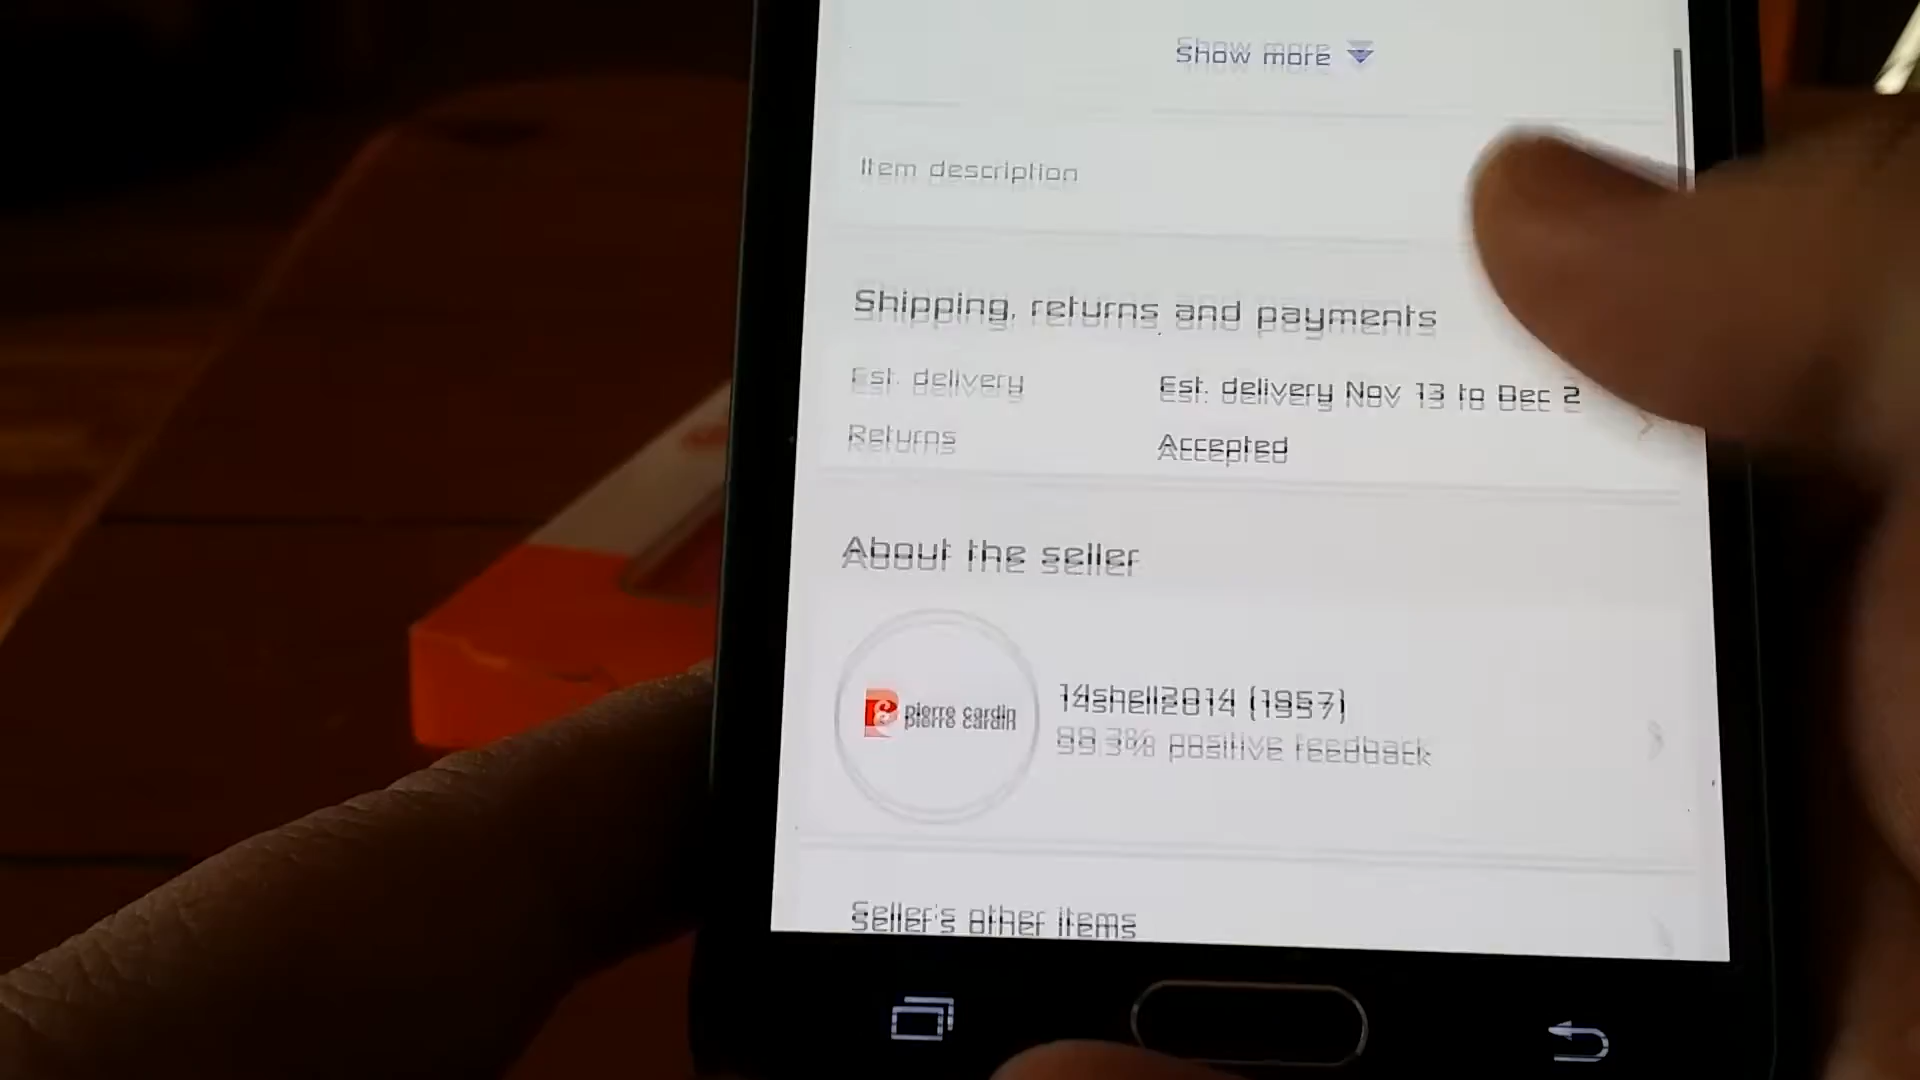 Show more
Item description
Shipping, returns and payments
Est. delivery Est. delivery Nov 13 to Dec 2
Returns Accepted
About the seller
pierre cardin
14shell2014 (1957)
99.3% positive feedback
Seller's other items